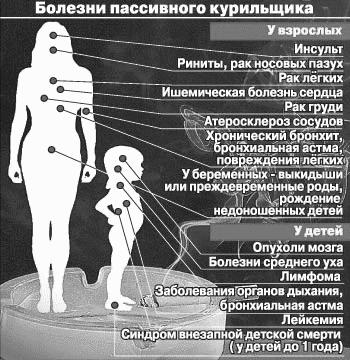 Болезни пассивного курильщика
У взрослых
Инсульт
Риниты, рак носовых пазух
Рак лёгких
Ишемическая болезнь сердца
Рак груди
Атеросклероз сосудов
Хронический бронхит,
бронхиальная астма,
повреждения лёгких
У беременных - выкидыши
или преждевременные роды,
рождение
недоношенных детей
У детей
Опухоли мозга
Болезни среднего уха
Лимфома
Заболевания органов дыхания,
бронхиальная астма
Лейкемия
Синдром внезапной детской смерти
( у детей до 1 года)